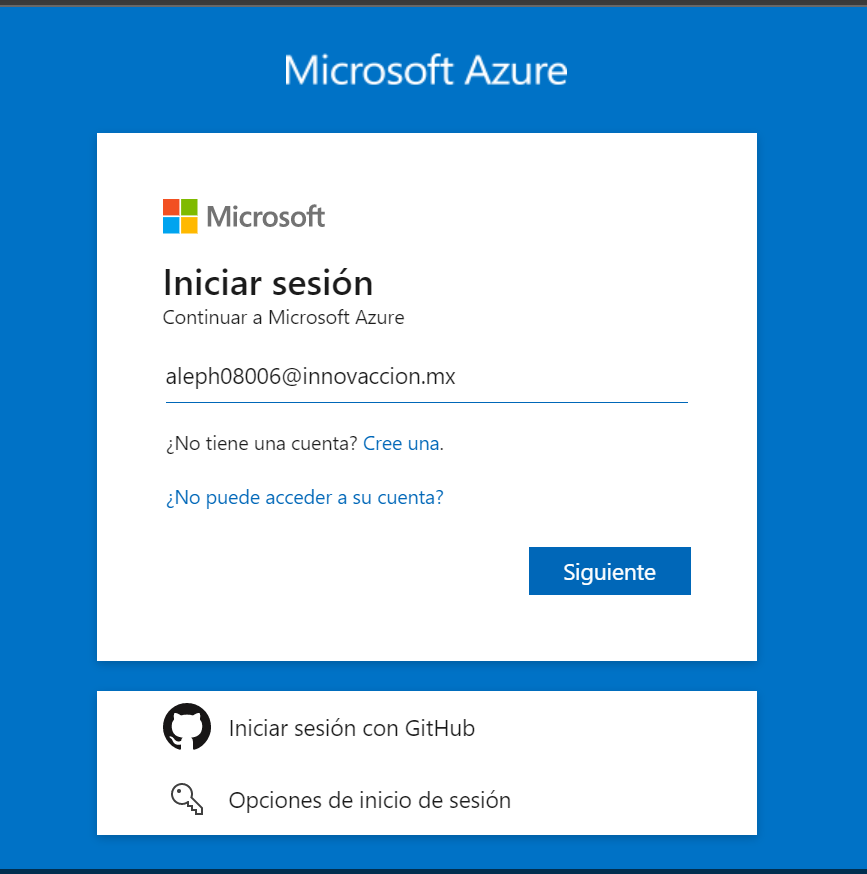 Microsoft Azure
Microsoft
Iniciar sesión
Continuar a Microsoft Azure
aleph08006@innovaccion.mx
¿No tiene una cuenta? Cree una.
¿No puede acceder a su cuenta?
Siguiente
Iniciar sesión con GitHub
Opciones de inicio de sesión